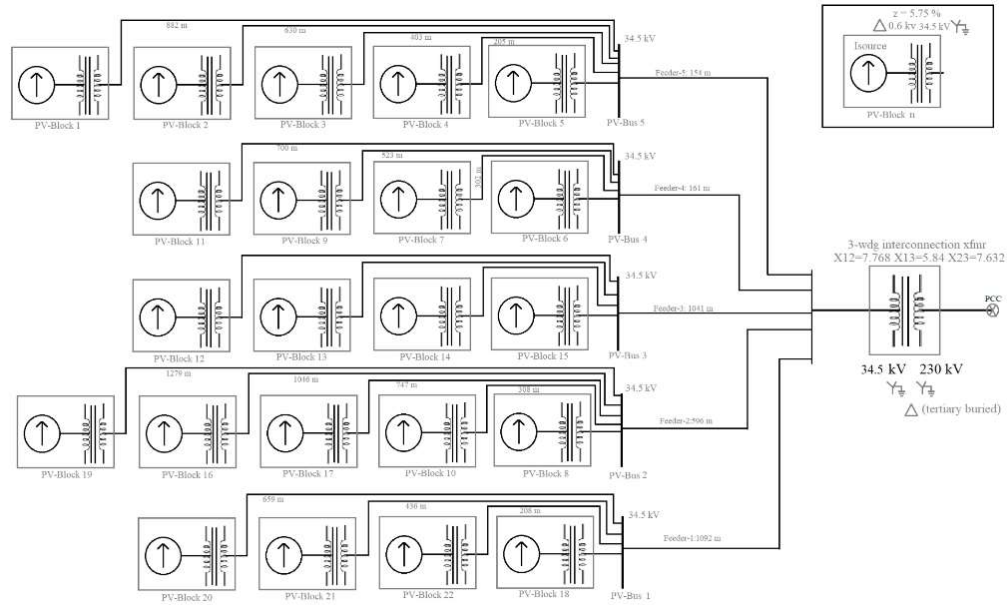 682 m
630 m
403 m
205 m
34.5 kV
Feeder-5: 154 m
PV-Block 1
PV-Block 2
PV-Block 3
PV-Block 4
PV-Block 5
PV-Bus 5
z = 5.75 %
△ 0.6 kv 34.5 kV
Isource
PV-Block n
700 m
523 m
302 m
34.5 kV
Feeder-4: 161 m
PV-Block 11
PV-Block 9
PV-Block 7
PV-Block 6
PV-Bus 4
3-wdg interconnection xfmr
X12=7.768 X13=5.84 X23=7.632
PCC
34.5 kV 230 kV
△ (tertiary buried)
34.5 kV
Feeder-3: 1041 m
PV-Block 12
PV-Block 13
PV-Block 14
PV-Block 15
PV-Bus 3
1279 m
1046 m
747 m
308 m
34.5 kV
Feeder-2:596 m
PV-Block 19
PV-Block 16
PV-Block 17
PV-Block 10
PV-Block 8
PV-Bus 2
659 m
436 m
208 m
34.5 kV
Feeder-1:1092 m
PV-Block 20
PV-Block 21
PV-Block 22
PV-Block 18
PV-Bus 1